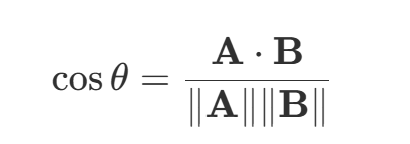 cos θ = A · B / ‖A‖‖B‖